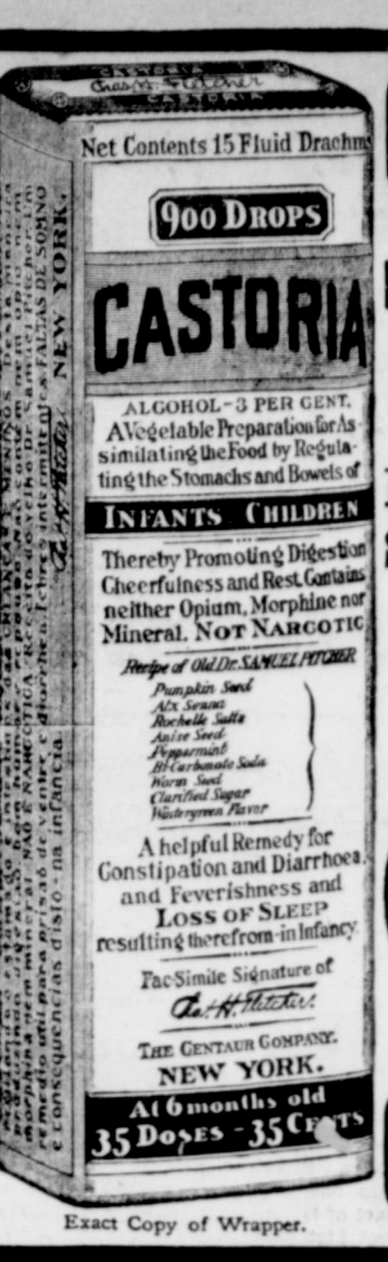 CASTORIA
Chas. H. Fletcher
CASTORIA
Net Contents 15 Fluid Drachms
900 DROPS
CASTORIA
ALCOHOL-3 PER CENT.
A Vegetable Preparation for As-
similating the Food by Regula-
ting the Stomachs and Bowels of
INFANTS CHILDREN
Thereby Promoting Digestion
Cheerfulness and Rest. Contains
neither Opium, Morphine nor
Mineral. NOT NARCOTIC
Recipe of Old Dr. SAMUEL PITCHER
Pumpkin Seed
Alx Senna
Rochelle Salts
Anise Seed
Peppermint
Bi-Carbonate Soda
Worm Seed
Clarified Sugar
Wintergreen Flavor
A helpful Remedy for
Constipation and Diarrhoea,
and Feverishness and
LOSS OF SLEEP
resulting therefrom-in Infancy.
Fac-Simile Signature of
Chas. H. Fletcher.
THE CENTAUR COMPANY.
NEW YORK.
At 6 months old
35 DOSES - 35 CENTS
NEW YORK.
Chas. H. Fletcher
e consequencias d'isto na infancia
Exact Copy of Wrapper.